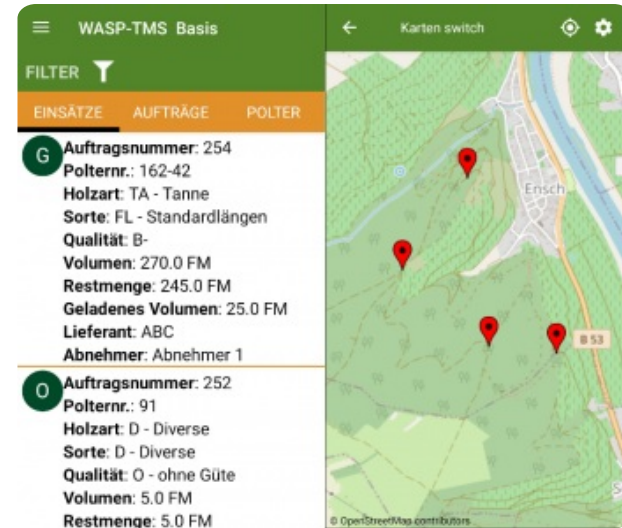 WASP-TMS Basis
FILTER
EINSÄTZE AUFTRÄGE POLTER
G
Auftragsnummer: 254
Polternr.: 162-42
Holzart: TA - Tanne
Sorte: FL - Standardlängen
Qualität: B-
Volumen: 270.0 FM
Restmenge: 245.0 FM
Geladenes Volumen: 25.0 FM
Lieferant: ABC
Abnehmer: Abnehmer 1
O
Auftragsnummer: 252
Polternr.: 91
Holzart: D - Diverse
Sorte: D - Diverse
Qualität: O - ohne Güte
Volumen: 5.0 FM
Restmenge: 5.0 FM
Karten switch
Ensch
B 53
S
© OpenStreetMap contributors